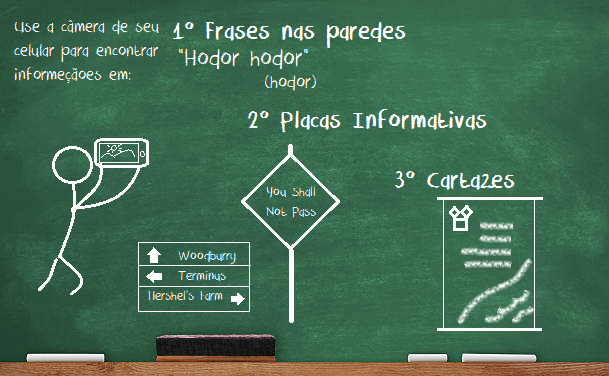 Use a câmera de seu
celular para encontrar
informeçãoes em:
1º Frases nas paredes
"Hodor hodor"
(hodor)
2º Placas Informativas
You Shall
Not Pass
Woodburry
Terminus
Hershel's Farm
3º Cartazes